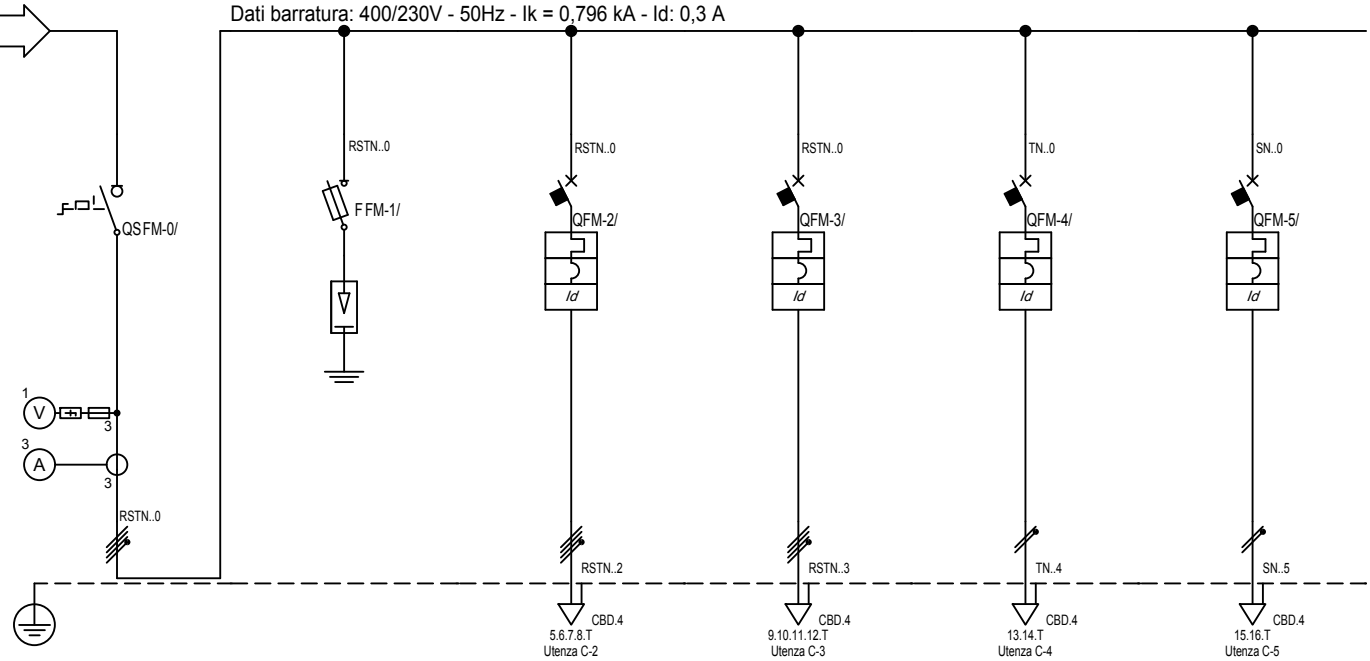 Dati barratura: 400/230V - 50Hz - Ik = 0,796 kA - Id: 0,3 A
RSTN..0
RSTN..0
RSTN..0
TN..0
SN..0
QSFM-0/
FFM-1/
QFM-2/
QFM-3/
QFM-4/
QFM-5/
Id
Id
Id
Id
1
V
3
3
A
3
RSTN..0
RSTN..2
RSTN..3
TN..4
SN..5
CBD.4
CBD.4
CBD.4
CBD.4
5.6.7.8.T
9.10.11.12.T
13.14.T
15.16.T
Utenza C-2
Utenza C-3
Utenza C-4
Utenza C-5